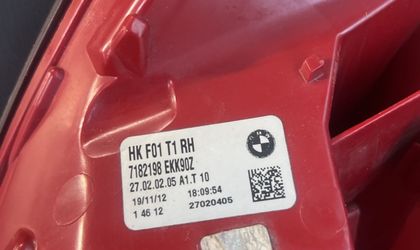 HK F01 T1 RH
7182198 EKK90Z
27.02.02.05 A1.T 10
19/11/12 18:09:54
1 46 12 27020405